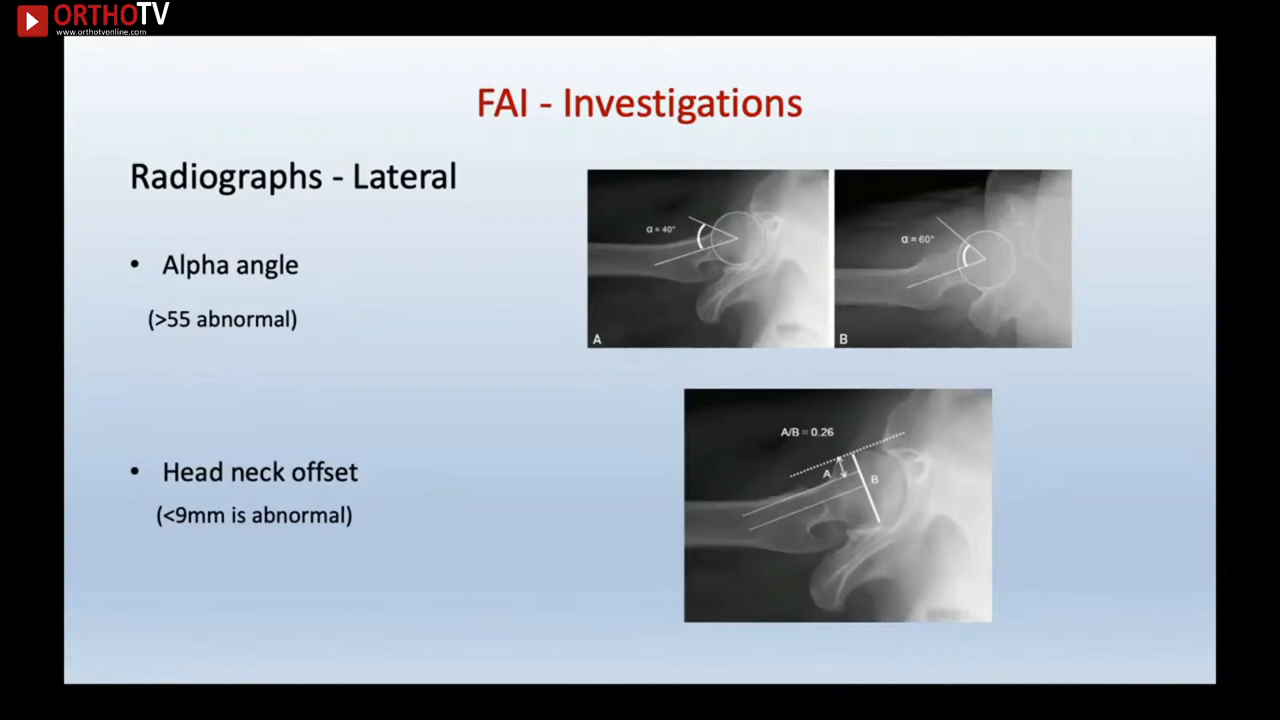 ORTHOTV
www.orthotvonline.com
FAI - Investigations
Radiographs - Lateral
• Alpha angle
(>55 abnormal)
• Head neck offset
(<9mm is abnormal)
α = 40°
A
α = 60°
B
A/B = 0.26
A
B